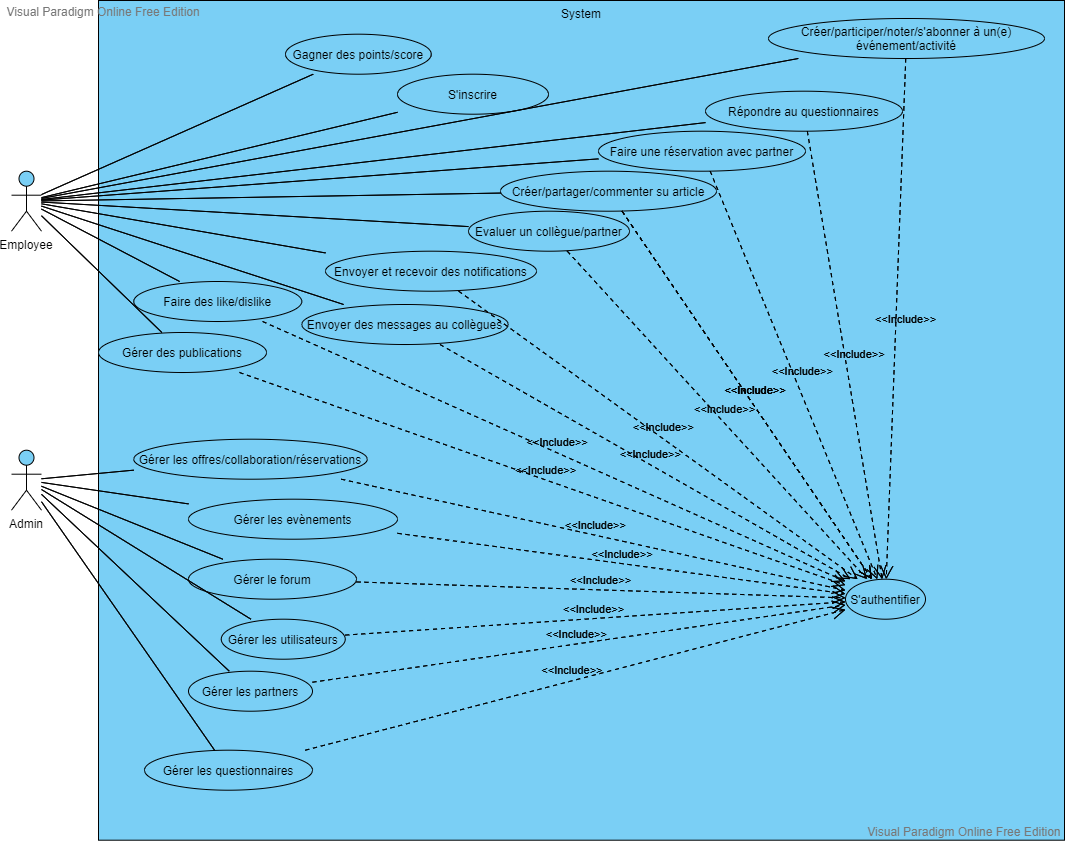 Visual Paradigm Online Free Edition
System
Créer/participer/noter/s'abonner à un(e)
événement/activité
Gagner des points/score
S'inscrire
Répondre au questionnaires
Faire une réservation avec partner
Créer/partager/commenter su article
Employee
Evaluer un collègue/partner
Envoyer et recevoir des notifications
Faire des like/dislike
Envoyer des messages au collègues
<<Include>>
Gérer des publications
<<Include>>
<<Include>>
<<Include>>
<<Include>>
<<Include>>
<<Include>>
<<Include>>
Gérer les offres/collaboration/réservations
<<Include>>
Admin
Gérer les evènements
<<Include>>
<<Include>>
Gérer le forum
<<Include>>
S'authentifier
<<Include>>
Gérer les utilisateurs
<<Include>>
<<Include>>
Gérer les partners
Gérer les questionnaires
Visual Paradigm Online Free Edition